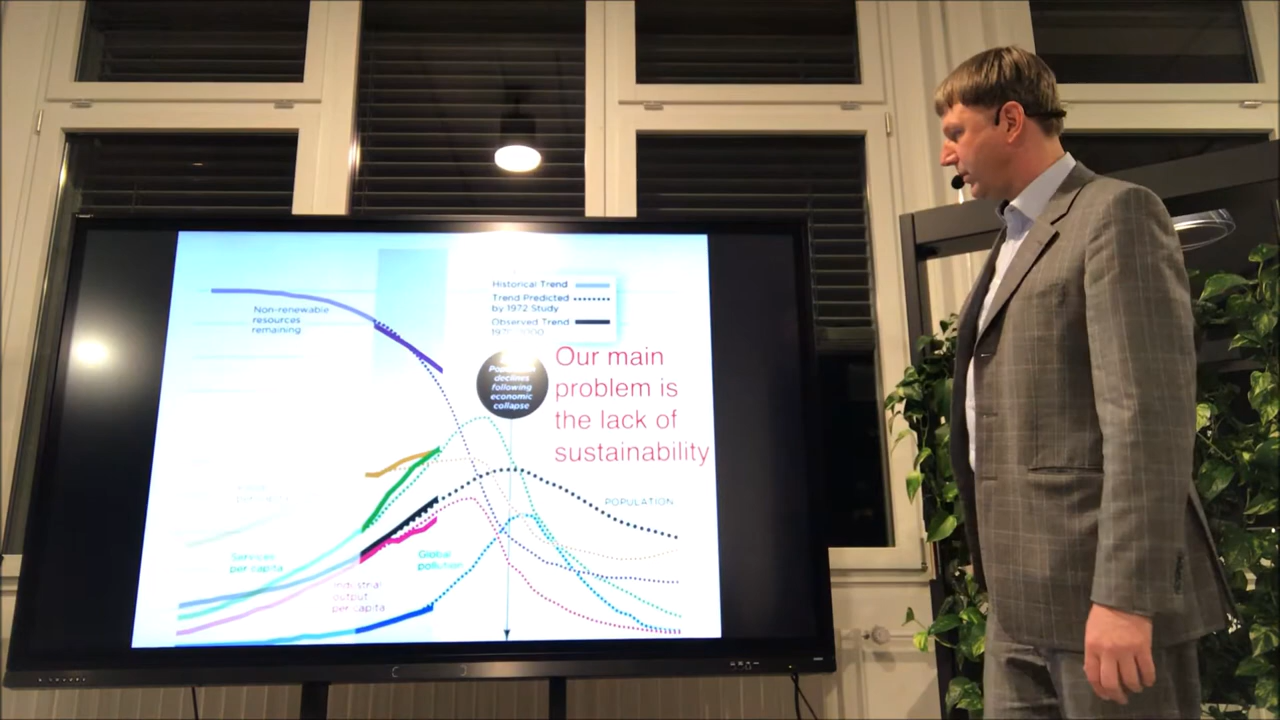 Historical Trend
Trend Predicted
by 1972 Study
Observed Trend
Non-renewable
resources
remaining
declines
following
economic
collapse
Our main
problem is
the lack of
sustainability
POPULATION
Services
per capita
Global
pollution
output
per capita